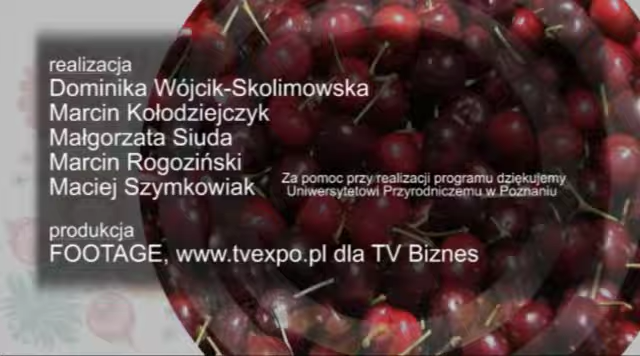 realizacja
Dominika Wójcik-Skolimowska
Marcin Kołodziejczyk
Małgorzata Siuda
Marcin Rogoziński
Maciej Szymkowiak
Za pomoc przy realizacji programu dziękujemy
Uniwersytetowi Przyrodniczemu w Poznaniu
produkcja
FOOTAGE, www.tvexpo.pl dla TV Biznes